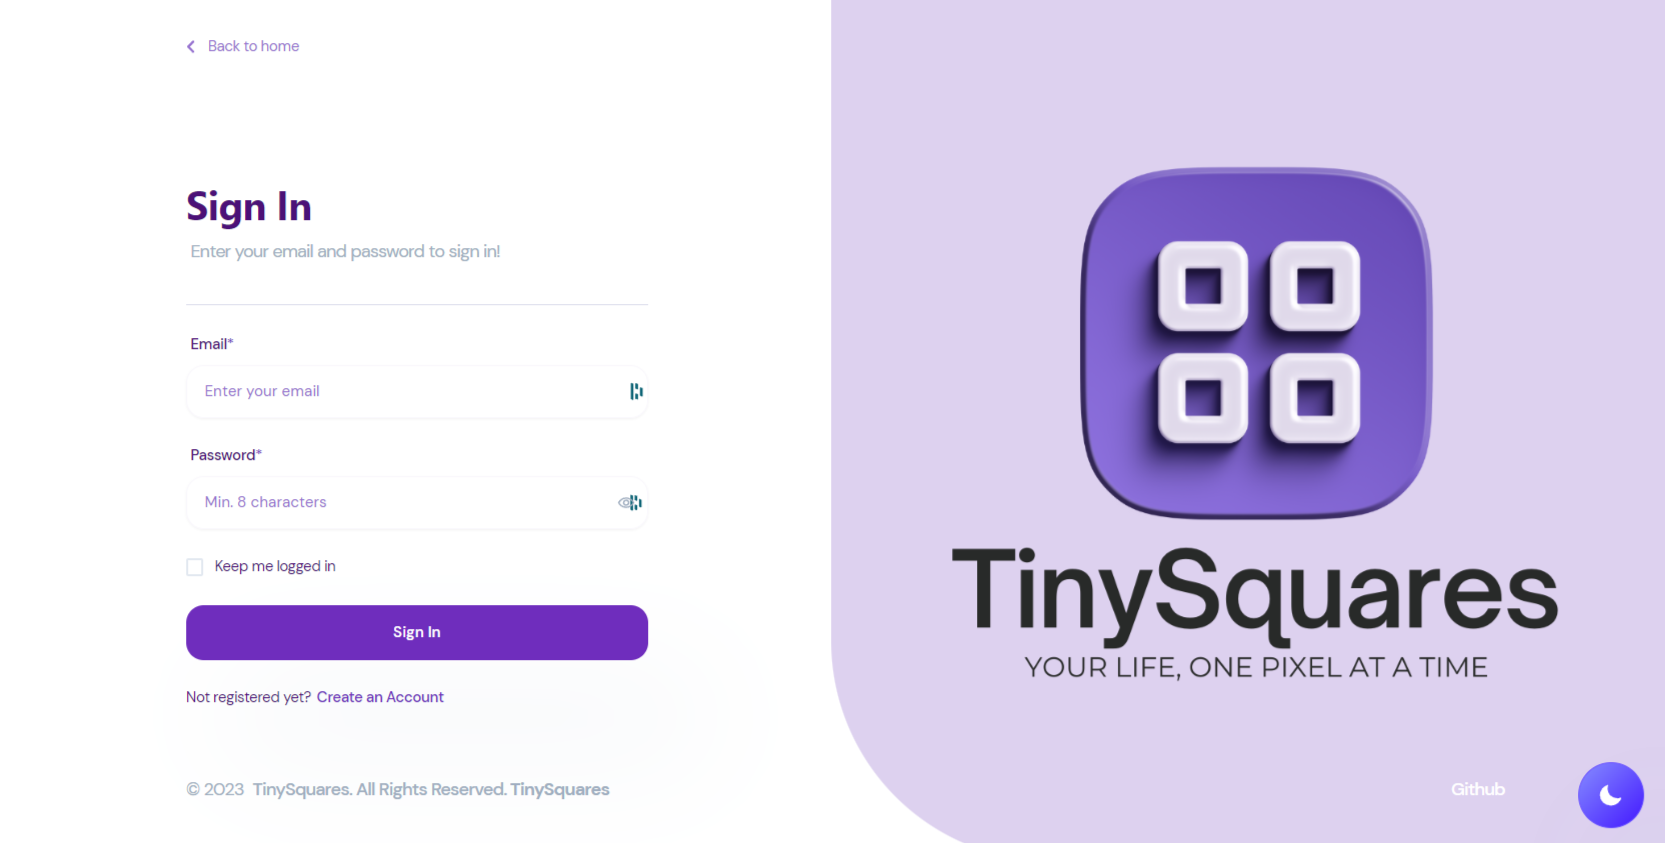 Back to home
Sign In
Enter your email and password to sign in!
Email*
Enter your email
Password*
Min. 8 characters
Keep me logged in
Sign In
Not registered yet? Create an Account
© 2023 TinySquares. All Rights Reserved. TinySquares
TinySquares
YOUR LIFE, ONE PIXEL AT A TIME
Github